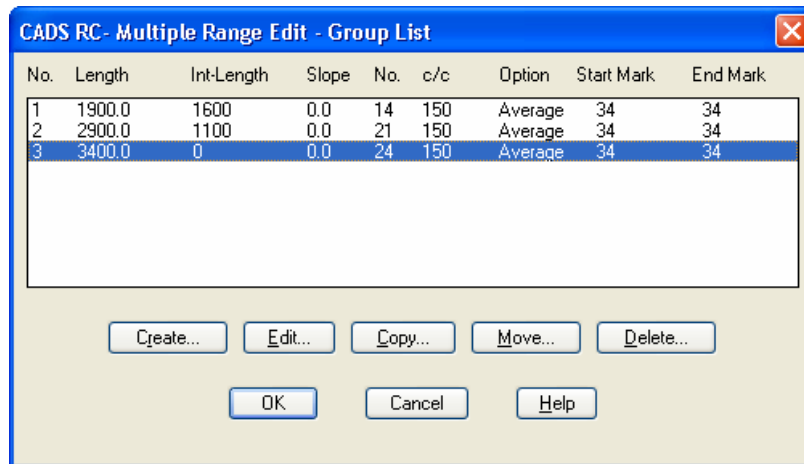 CADS RC- Multiple Range Edit - Group List
No. Length Int-Length Slope No. c/c Option Start Mark End Mark
1 1900.0 1600 0.0 14 150 Average 34 34
2 2900.0 1100 0.0 21 150 Average 34 34
3 3400.0 0 0.0 24 150 Average 34 34
Create... Edit... Copy... Move... Delete...
OK Cancel Help